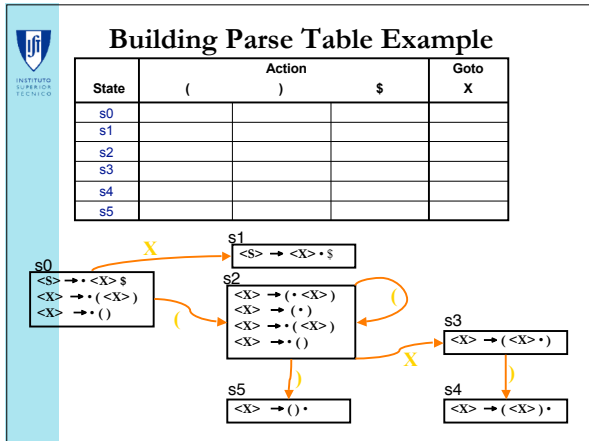 Building Parse Table Example
INSTITUTO
SUPERIOR
TECNICO
Action Goto
State ( ) $ X
s0
s1
s2
s3
s4
s5
s0
<S> → • <X> $
<X> → • ( <X> )
<X> → • ( )
X
(
s1
<S> → <X> • $
s2
<X> → ( • <X> )
<X> → ( • )
<X> → • ( <X> )
<X> → • ( )
(
X
)
s3
<X> → ( <X> • )
)
s5
<X> → ( ) •
s4
<X> → ( <X> ) •